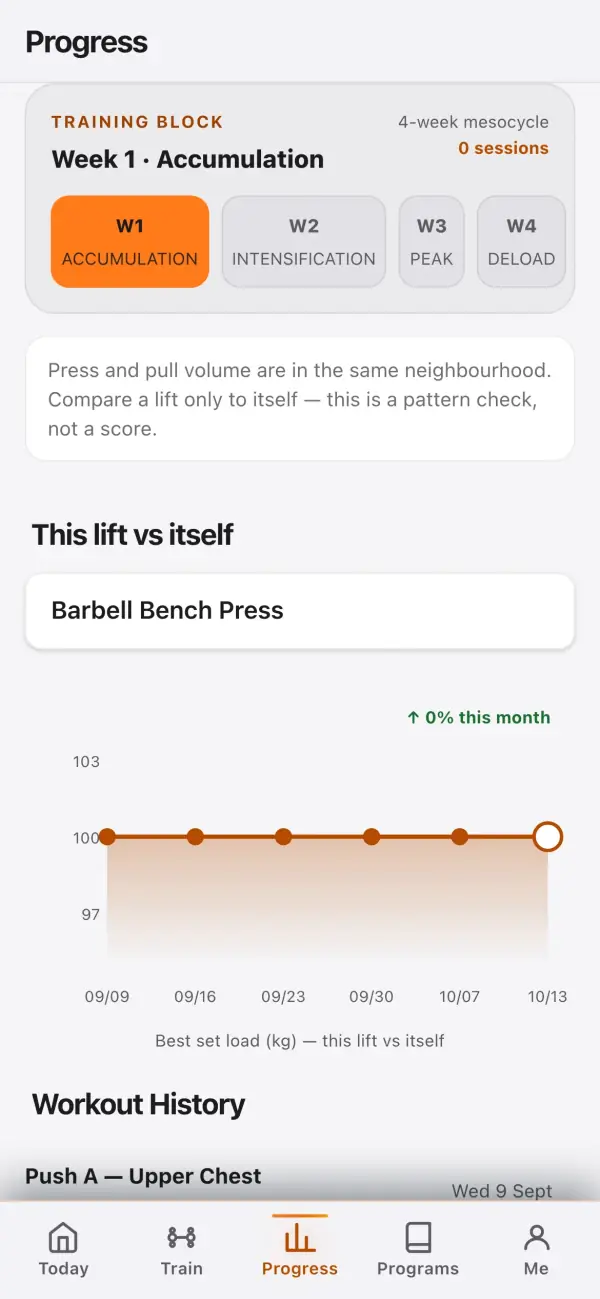 Progress
TRAINING BLOCK
4-week mesocycle
Week 1 · Accumulation
0 sessions
W1
ACCUMULATION
W2
INTENSIFICATION
W3
PEAK
W4
DELOAD
Press and pull volume are in the same neighbourhood.
Compare a lift only to itself — this is a pattern check,
not a score.
This lift vs itself
Barbell Bench Press
↑ 0% this month
103
100
97
09/09 09/16 09/23 09/30 10/07 10/13
Best set load (kg) — this lift vs itself
Workout History
Push A — Upper Chest
Wed 9 Sept
Today Train Progress Programs Me